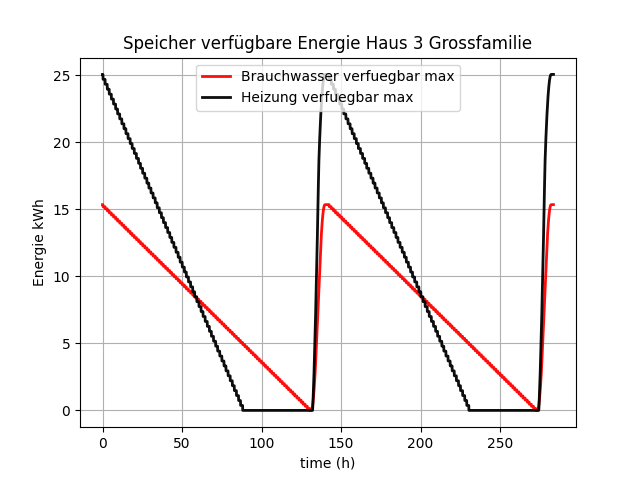 Speicher verfügbare Energie Haus 3 Grossfamilie
Brauchwasser verfuegbar max
Heizung verfuegbar max
Energie kWh
25
20
15
10
5
0
0 50 100 150 200 250
time (h)